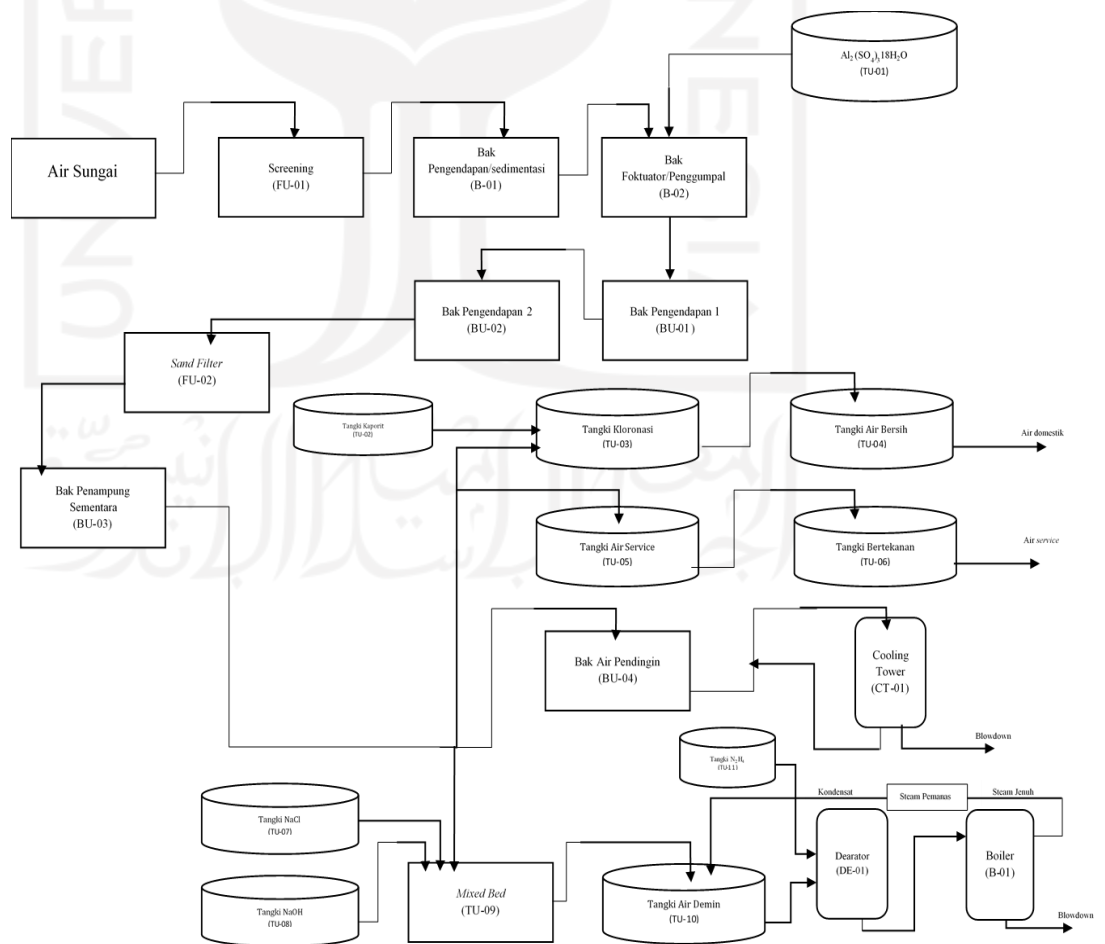 Al₂(SO₄)₃18H₂O
(TU-01)
Air Sungai
Screening
(FU-01)
Bak
Pengendapan/sedimentasi
(B-01)
Bak
Foktuator/Penggumpal
(B-02)
Bak Pengendapan 2
(BU-02)
Bak Pengendapan 1
(BU-01)
Sand Filter
(FU-02)
Tangki Kaporit
(TU-02)
Tangki Kloronasi
(TU-03)
Tangki Air Bersih
(TU-04)
Air domestik
Bak Penampung
Sementara
(BU-03)
Tangki Air Service
(TU-05)
Tangki Bertekanan
(TU-06)
Air service
Bak Air Pendingin
(BU-04)
Cooling
Tower
(CT-01)
Blowdown
Tangki N₂H₄
(TU-11)
Kondensat
Steam Pemanas
Steam Jenuh
Tangki NaCl
(TU-07)
Tangki NaOH
(TU-08)
Mixed Bed
(TU-09)
Tangki Air Demin
(TU-10)
Dearator
(DE-01)
Boiler
(B-01)
Blowdown